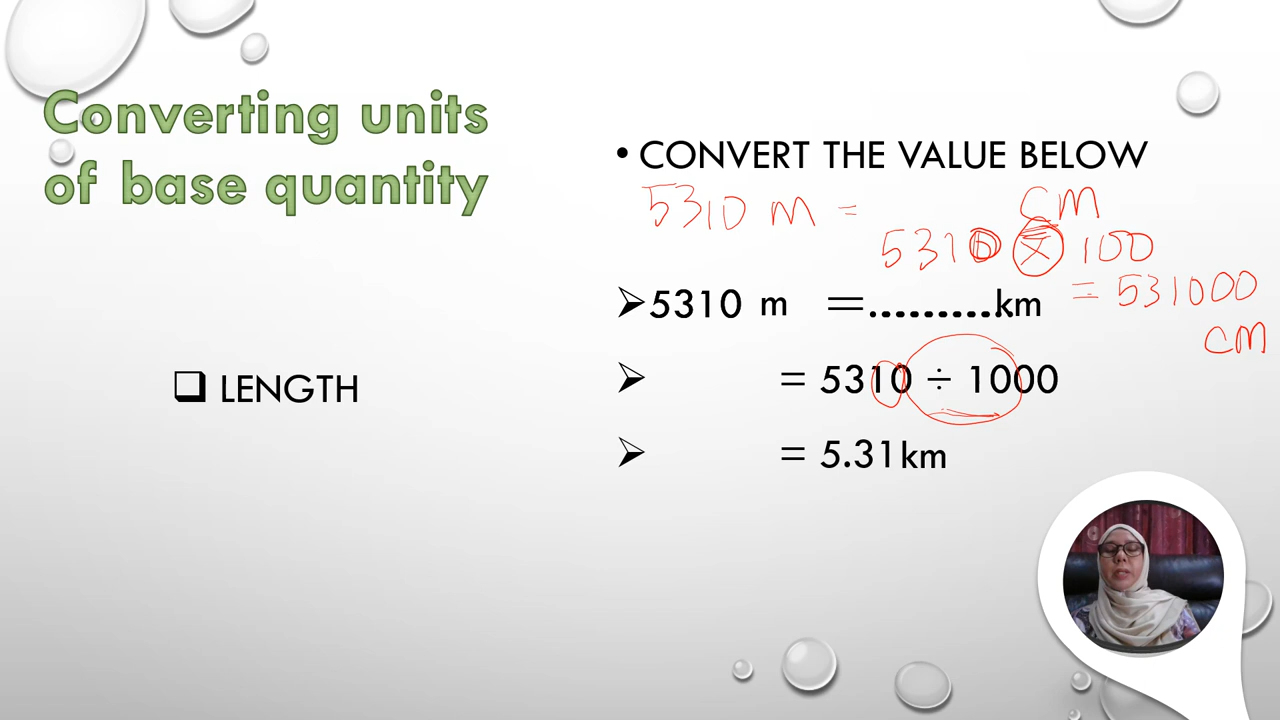 Converting units
of base quantity
❑ LENGTH
• CONVERT THE VALUE BELOW
5310 m = cm
5310 × 100
= 531000
cm
➢5310 m =..........km
➢ = 5310 ÷ 1000
➢ = 5.31km